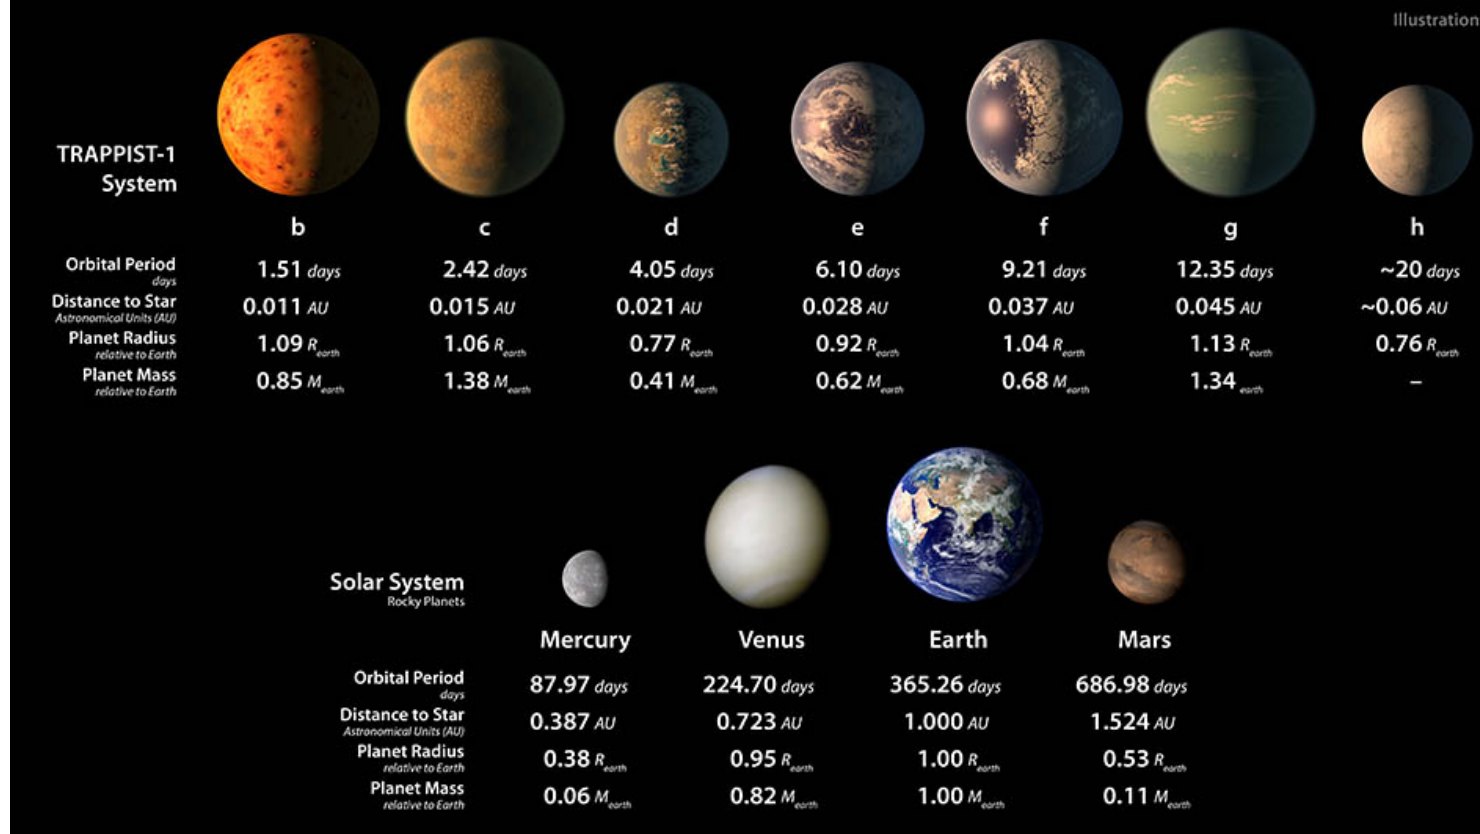 Illustration
TRAPPIST-1
System
b c d e f g h
Orbital Period 1.51 days 2.42 days 4.05 days 6.10 days 9.21 days 12.35 days ~20 days
days
Distance to Star 0.011 AU 0.015 AU 0.021 AU 0.028 AU 0.037 AU 0.045 AU ~0.06 AU
Astronomical Units (AU)
Planet Radius 1.09 Rearth 1.06 Rearth 0.77 Rearth 0.92 Rearth 1.04 Rearth 1.13 Rearth 0.76 Rearth
relative to Earth
Planet Mass 0.85 Mearth 1.38 Mearth 0.41 Mearth 0.62 Mearth 0.68 Mearth 1.34 earth –
relative to Earth
Solar System
Rocky Planets
Mercury Venus Earth Mars
Orbital Period 87.97 days 224.70 days 365.26 days 686.98 days
days
Distance to Star 0.387 AU 0.723 AU 1.000 AU 1.524 AU
Astronomical Units (AU)
Planet Radius 0.38 Rearth 0.95 Rearth 1.00 Rearth 0.53 Rearth
relative to Earth
Planet Mass 0.06 Mearth 0.82 Mearth 1.00 Mearth 0.11 Mearth
relative to Earth